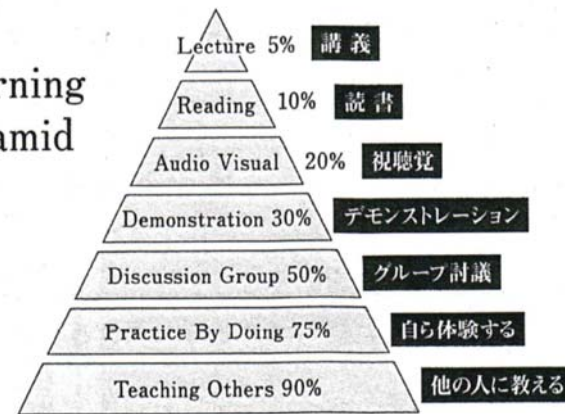 rning
amid
Lecture 5% 講義
Reading 10% 読書
Audio Visual 20% 視聴覚
Demonstration 30% デモンストレーション
Discussion Group 50% グループ討議
Practice By Doing 75% 自ら体験する
Teaching Others 90% 他の人に教える